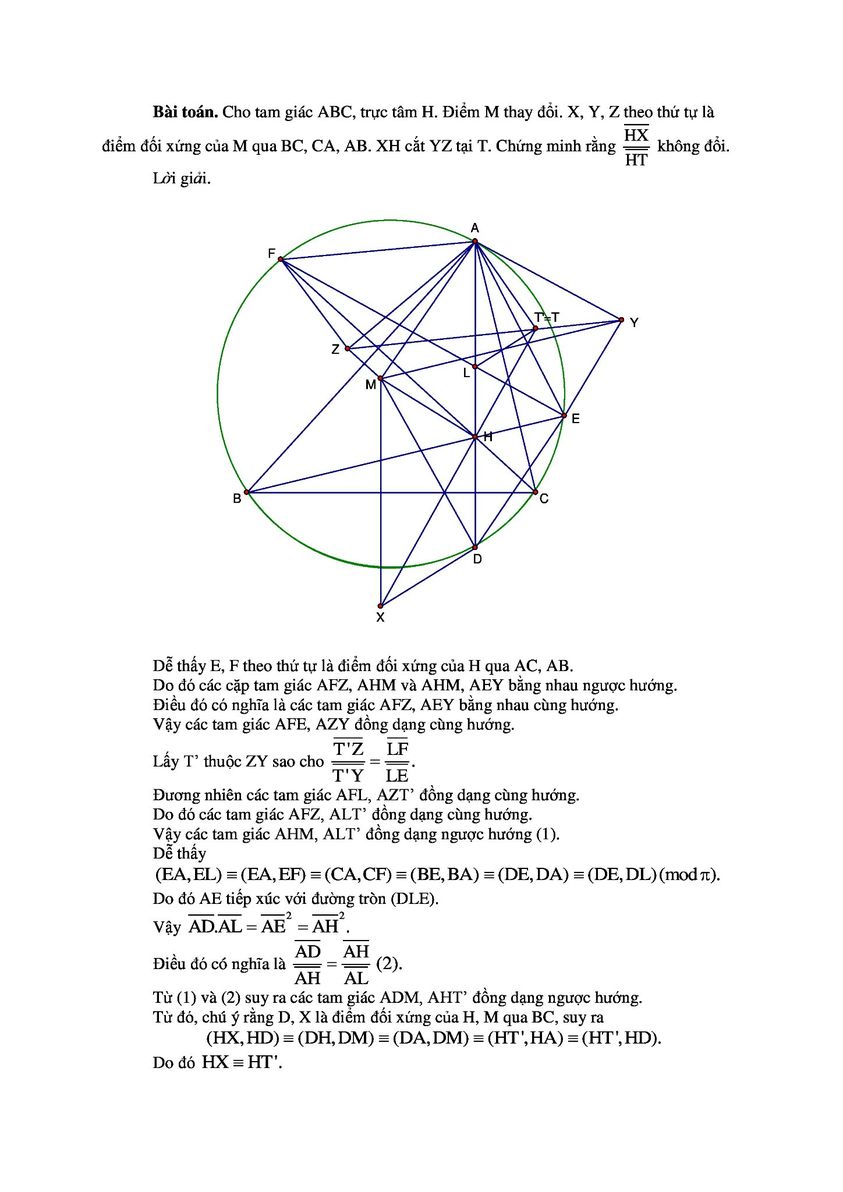 Bài toán. Cho tam giác ABC, trực tâm H. Điểm M thay đổi. X, Y, Z theo thứ tự là
điểm đối xứng của M qua BC, CA, AB. XH cắt YZ tại T. Chứng minh rằng $\frac{\overline{HX}}{\overline{HT}}$ không đổi.
Lời giải.
A
F
T'≡T
Y
Z
M
L
E
H
B
C
D
X
Dễ thấy E, F theo thứ tự là điểm đối xứng của H qua AC, AB.
Do đó các cặp tam giác AFZ, AHM và AHM, AEY bằng nhau ngược hướng.
Điều đó có nghĩa là các tam giác AFZ, AEY bằng nhau cùng hướng.
Vậy các tam giác AFE, AZY đồng dạng cùng hướng.
Lấy T’ thuộc ZY sao cho $\frac{\overline{T'Z}}{\overline{T'Y}} = \frac{\overline{LF}}{\overline{LE}}$.
Đương nhiên các tam giác AFL, AZT’ đồng dạng cùng hướng.
Do đó các tam giác AFZ, ALT’ đồng dạng cùng hướng.
Vậy các tam giác AHM, ALT’ đồng dạng ngược hướng (1).
Dễ thấy
(EA, EL) ≡ (EA, EF) ≡ (CA, CF) ≡ (BE, BA) ≡ (DE, DA) ≡ (DE, DL) (mod π).
Do đó AE tiếp xúc với đường tròn (DLE).
Vậy $\overline{AD}.\overline{AL} = \overline{AE}^2 = \overline{AH}^2$.
Điều đó có nghĩa là $\frac{\overline{AD}}{\overline{AH}} = \frac{\overline{AH}}{\overline{AL}}$ (2).
Từ (1) và (2) suy ra các tam giác ADM, AHT’ đồng dạng ngược hướng.
Từ đó, chú ý rằng D, X là điểm đối xứng của H, M qua BC, suy ra
(HX, HD) ≡ (DH, DM) ≡ (DA, DM) ≡ (HT', HA) ≡ (HT', HD).
Do đó HX ≡ HT'.